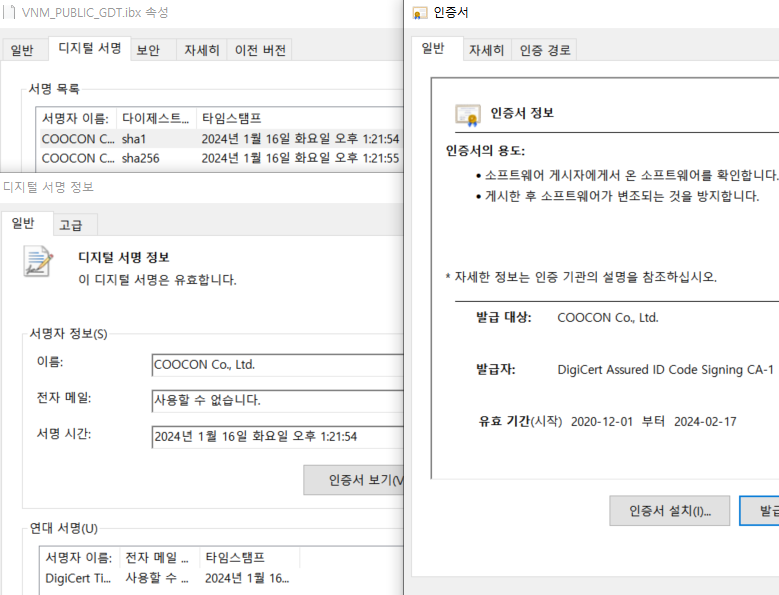 VNM_PUBLIC_GDT.ibx 속성
일반 디지털 서명 보안 자세히 이전 버전
서명 목록
서명자 이름: 다이제스트... 타임스탬프
COOCON C... sha1 2024년 1월 16일 화요일 오후 1:21:54
COOCON C... sha256 2024년 1월 16일 화요일 오후 1:21:55
디지털 서명 정보
일반 고급
디지털 서명 정보
이 디지털 서명은 유효합니다.
서명자 정보(S)
이름: COOCON Co., Ltd.
전자 메일: 사용할 수 없습니다.
서명 시간: 2024년 1월 16일 화요일 오후 1:21:54
인증서 보기(V
연대 서명(U)
서명자 이름: 전자 메일 ... 타임스탬프
DigiCert Ti... 사용할 수 ... 2024년 1월 16...
인증서
일반 자세히 인증 경로
인증서 정보
인증서의 용도:
• 소프트웨어 게시자에게서 온 소프트웨어를 확인합니다.
• 게시한 후 소프트웨어가 변조되는 것을 방지합니다.
* 자세한 정보는 인증 기관의 설명을 참조하십시오.
발급 대상: COOCON Co., Ltd.
발급자: DigiCert Assured ID Code Signing CA-1
유효 기간(시작) 2020-12-01 부터 2024-02-17
인증서 설치(I)... 발급